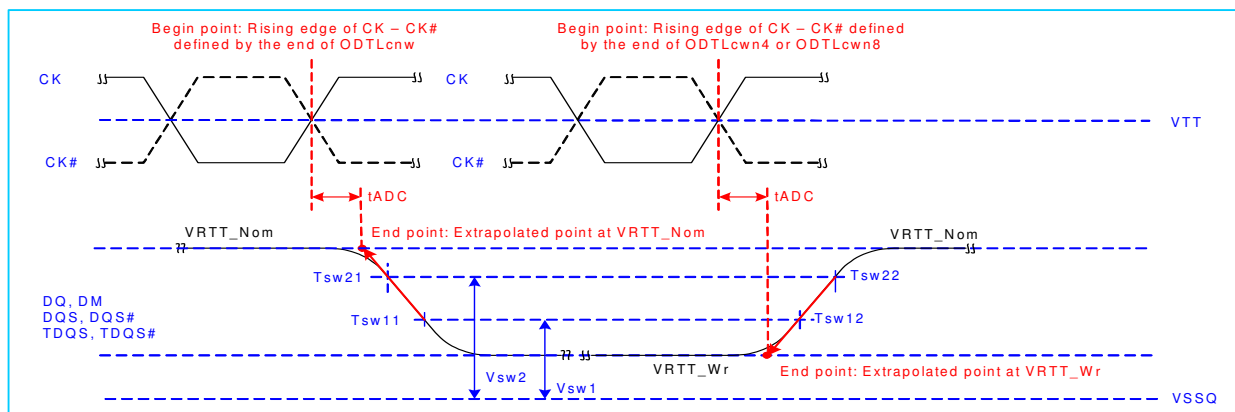 Begin point: Rising edge of CK – CK#
defined by the end of ODTLcnw
Begin point: Rising edge of CK – CK# defined
by the end of ODTLcwn4 or ODTLcwn8
CK
CK
VTT
CK#
CK#
tADC
tADC
VRTT_Nom
End point: Extrapolated point at VRTT_Nom
VRTT_Nom
Tsw21
Tsw22
DQ, DM
DQS, DQS#
TDQS, TDQS#
Tsw11
Tsw12
VRTT_Wr
End point: Extrapolated point at VRTT_Wr
Vsw2
Vsw1
VSSQ